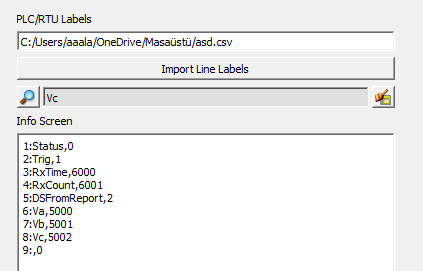 PLC/RTU Labels
C:/Users/aaala/OneDrive/Masaüstü/asd.csv
Import Line Labels
Vc
Info Screen
1:Status,0
2:Trig,1
3:RxTime,6000
4:RxCount,6001
5:DSFromReport,2
6:Va,5000
7:Vb,5001
8:Vc,5002
9:,0